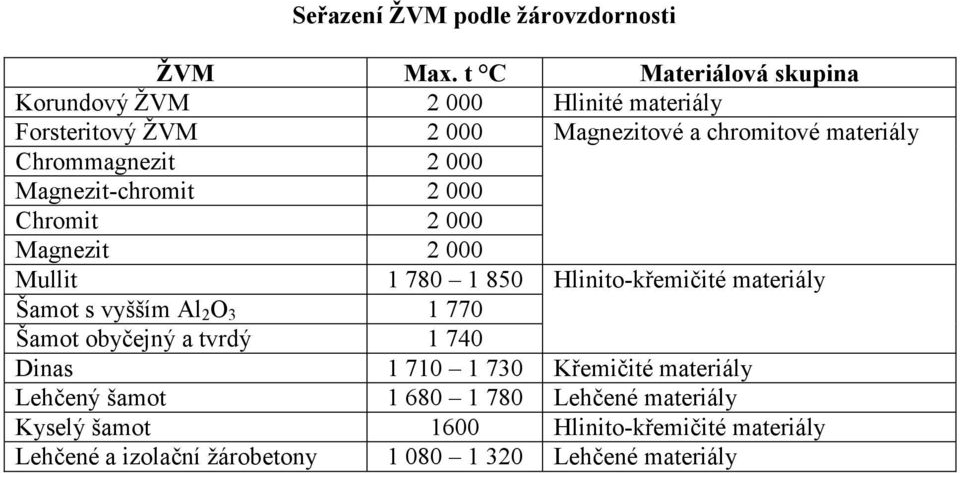 Seřazení ŽVM podle žárovzdornosti
ŽVM Max. t °C Materiálová skupina
Korundový ŽVM 2 000 Hlinité materiály
Forsteritový ŽVM 2 000 Magnezitové a chromitové materiály
Chrommagnezit 2 000
Magnezit-chromit 2 000
Chromit 2 000
Magnezit 2 000
Mullit 1 780 – 1 850 Hlinito-křemičité materiály
Šamot s vyšším Al₂O₃ 1 770
Šamot obyčejný a tvrdý 1 740
Dinas 1 710 – 1 730 Křemičité materiály
Lehčený šamot 1 680 – 1 780 Lehčené materiály
Kyselý šamot 1600 Hlinito-křemičité materiály
Lehčené a izolační žárobetony 1 080 – 1 320 Lehčené materiály